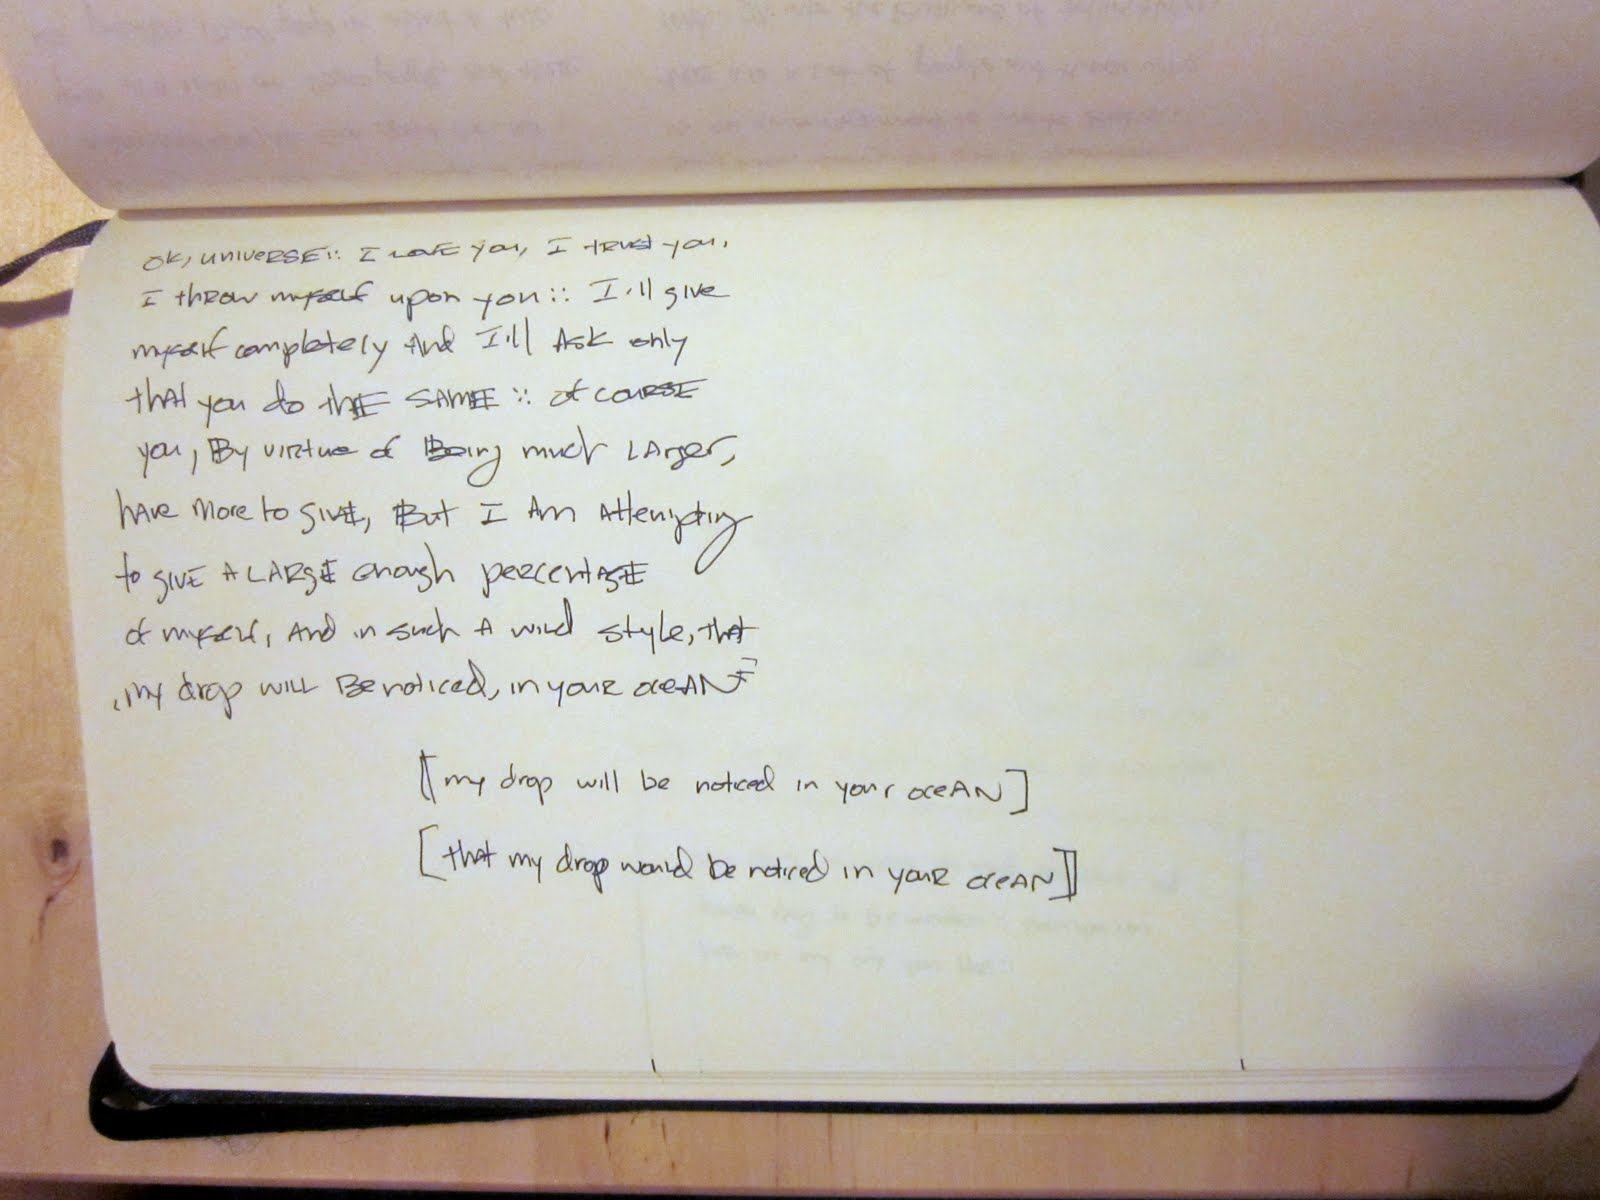 OK, UNIVERSE:: I LOVE YOU, I TRUST YOU,
I THROW MYSELF upon you:: I'll give
myself completely AND I'll ASK only
that you do thE SAME:: of COURSE
you, By virtue of Being much LArger,
hAve More to GIVE, But I Am Attempting
to GIVE A LARGE enough percentAGE
of myself, And in such A wild style, that
my drop will Be noticed, in your oceAN
[[my drop will be noticed in your oceAN]
[that my drop would be noticed in your oceAN]]